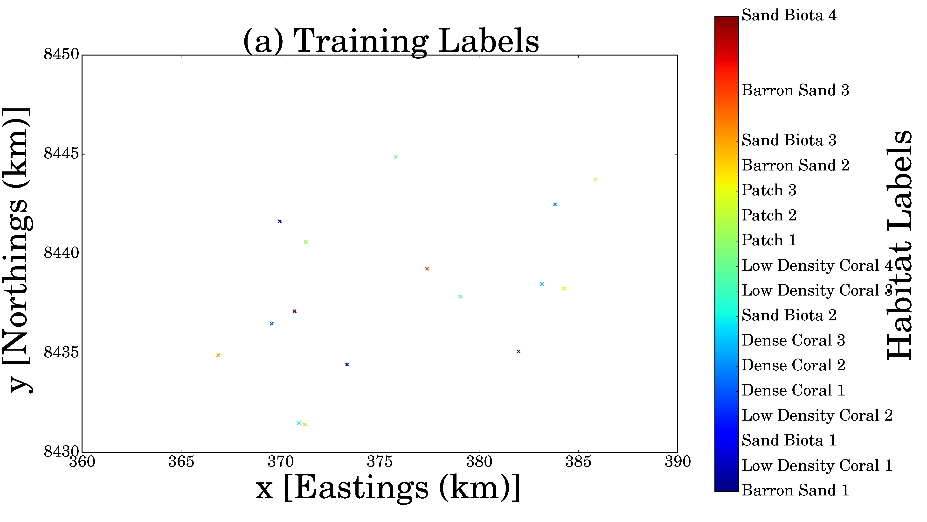 (a) Training Labels
8450
8445
8440
8435
8430
360
365
370
375
380
385
390
x [Eastings (km)]
y [Northings (km)]
Sand Biota 4
Barron Sand 3
Sand Biota 3
Barron Sand 2
Patch 3
Patch 2
Patch 1
Low Density Coral 4
Low Density Coral 3
Sand Biota 2
Dense Coral 3
Dense Coral 2
Dense Coral 1
Low Density Coral 2
Sand Biota 1
Low Density Coral 1
Barron Sand 1
Habitat Labels